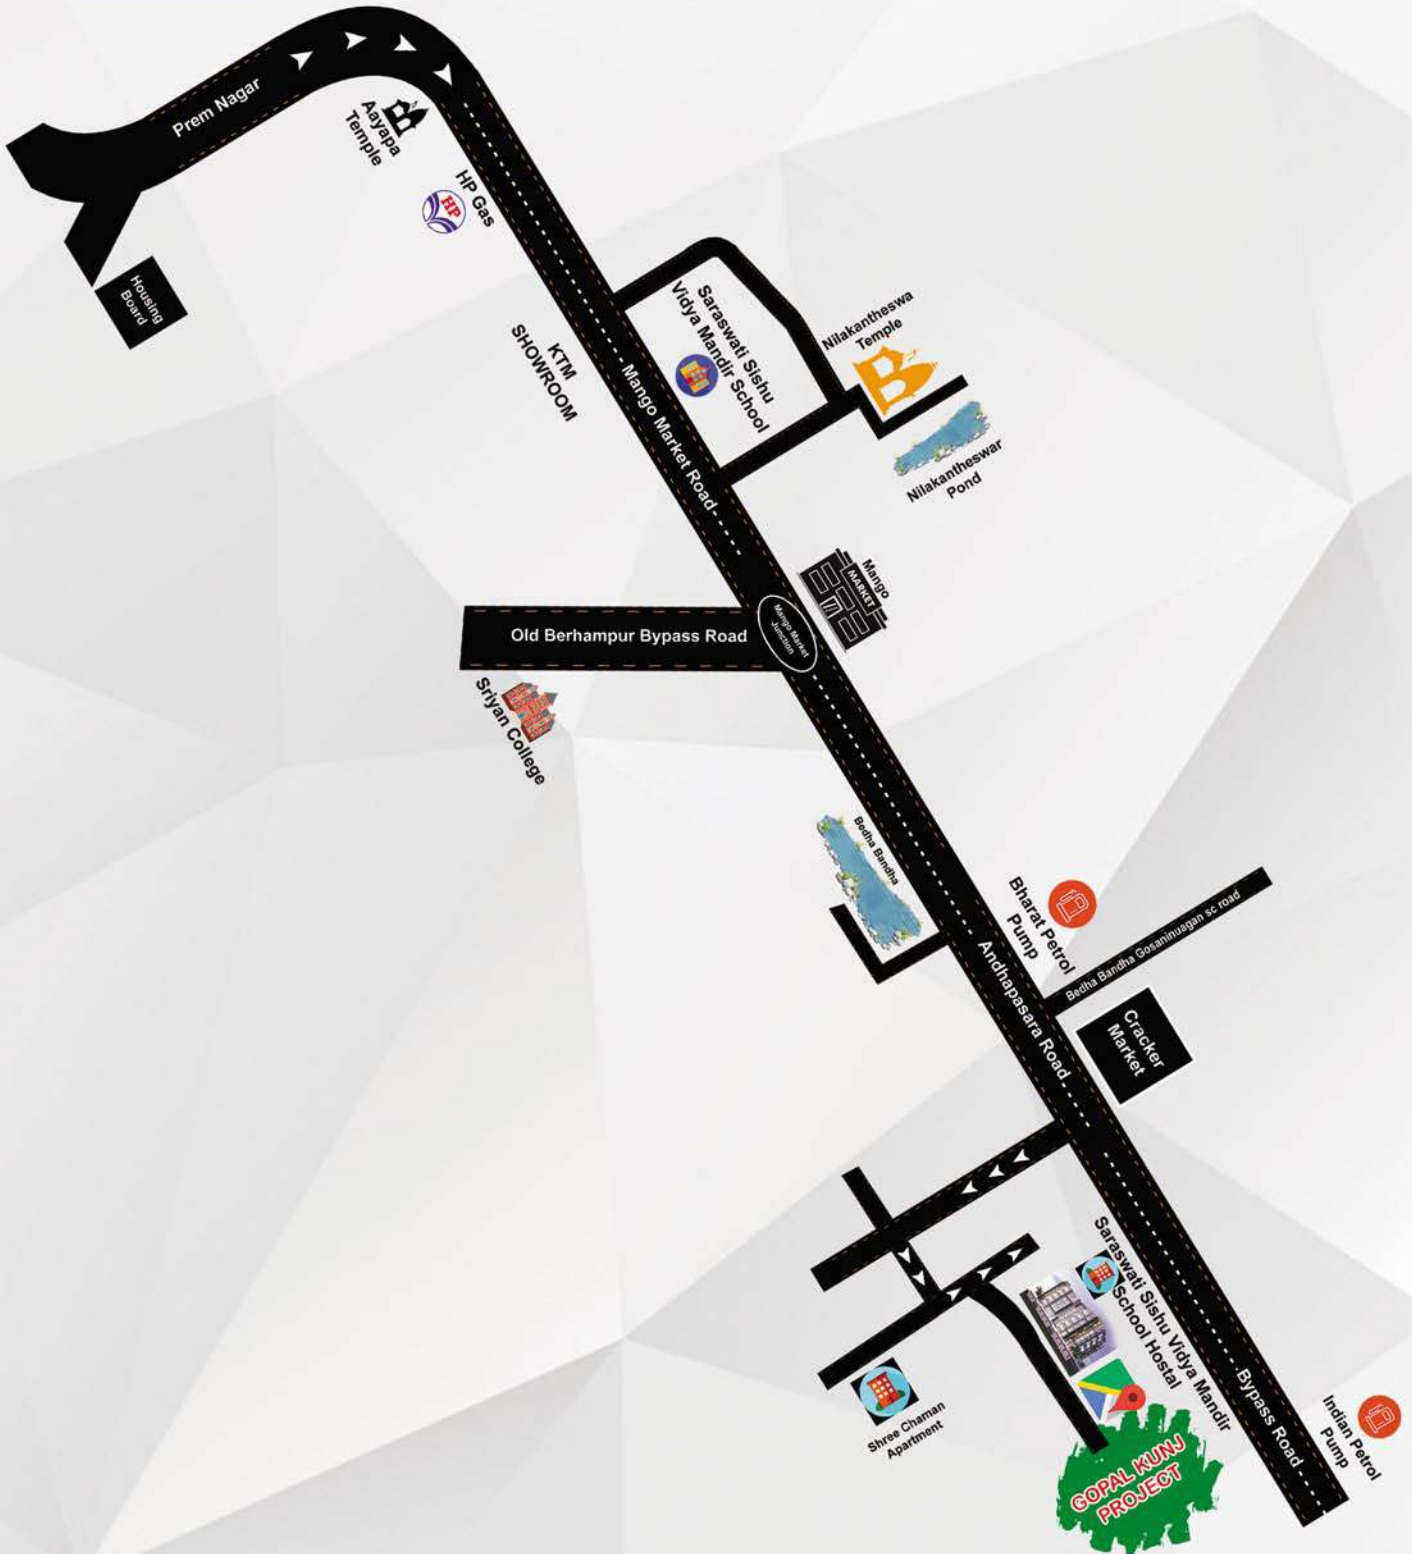 Prem Nagar
Aayapa
Temple
HP Gas
HP
Housing
Board
KTM
SHOWROOM
Mango Market Road
Saraswati Sishu
Vidya Mandir School
Nilakantheswa
Temple
Nilakantheswar
Pond
Mango
MARKET
Mango Market
Junction
Old Berhampur Bypass Road
Sriyan College
Bedha Bandha
Bharat Petrol
Pump
Bedha Bandha Gosaninuagan sc road
Andhapasara Road
Cracker
Market
Saraswati Sishu Vidya Mandir
School Hostal
Shree Chaman
Apartment
Bypass Road
Indian Petrol
Pump
GOPAL KUNJ
PROJECT